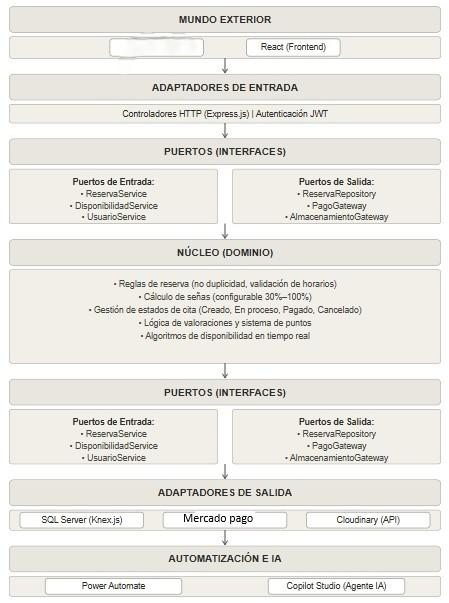 MUNDO EXTERIOR
React (Frontend)
ADAPTADORES DE ENTRADA
Controladores HTTP (Express.js) | Autenticación JWT
PUERTOS (INTERFACES)
Puertos de Entrada:
• ReservaService
• DisponibilidadService
• UsuarioService
Puertos de Salida:
• ReservaRepository
• PagoGateway
• AlmacenamientoGateway
NÚCLEO (DOMINIO)
• Reglas de reserva (no duplicidad, validación de horarios)
• Cálculo de señas (configurable 30%–100%)
• Gestión de estados de cita (Creado, En proceso, Pagado, Cancelado)
• Lógica de valoraciones y sistema de puntos
• Algoritmos de disponibilidad en tiempo real
PUERTOS (INTERFACES)
Puertos de Entrada:
• ReservaService
• DisponibilidadService
• UsuarioService
Puertos de Salida:
• ReservaRepository
• PagoGateway
• AlmacenamientoGateway
ADAPTADORES DE SALIDA
SQL Server (Knex.js)
Mercado pago
Cloudinary (API)
AUTOMATIZACIÓN E IA
Power Automate
Copilot Studio (Agente IA)